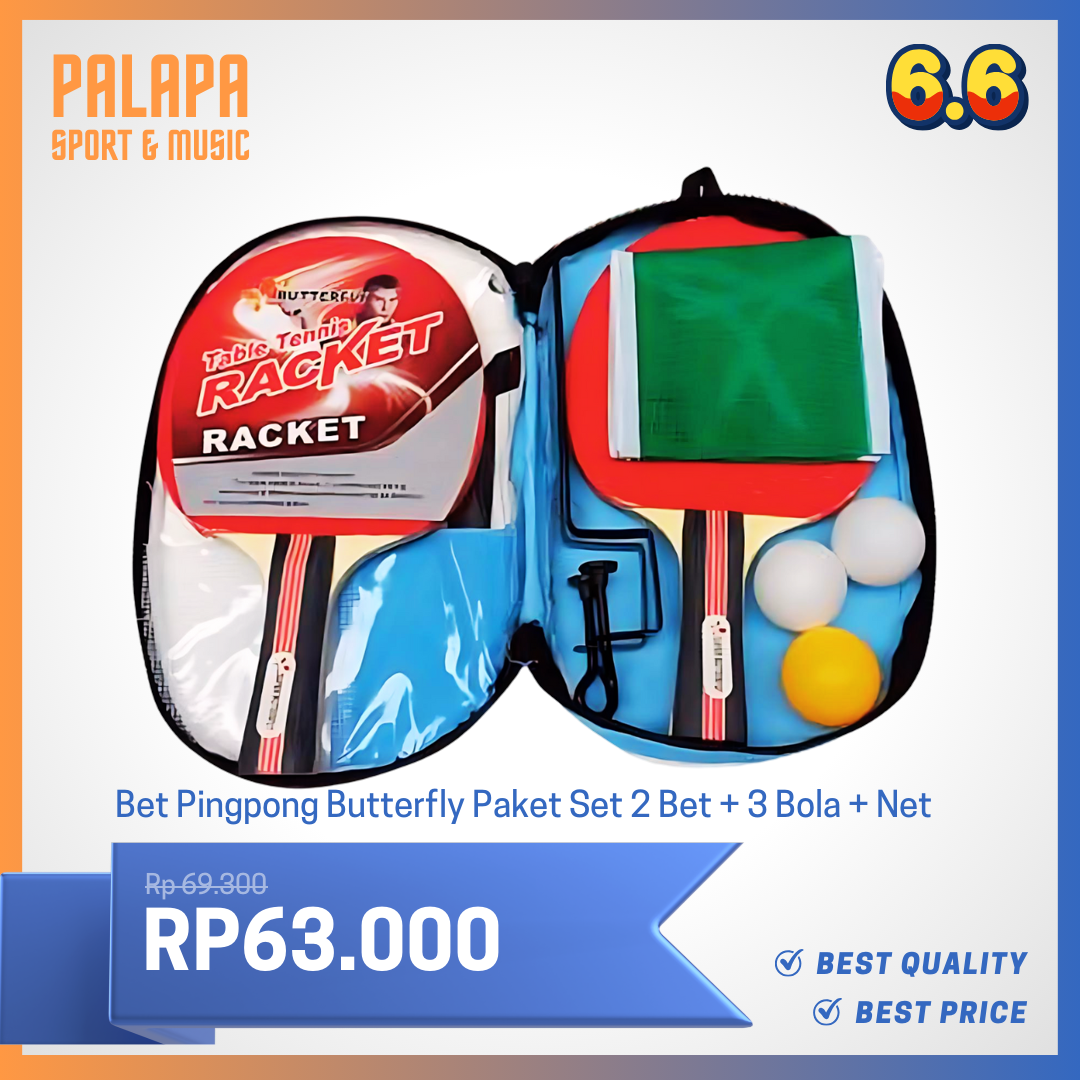 PALAPA
SPORT & MUSIC
6.6
BUTTERFLY
Table Tennis
RACKET
RACKET
Bet Pingpong Butterfly Paket Set 2 Bet + 3 Bola + Net
Rp 69.300
RP63.000
BEST QUALITY
BEST PRICE